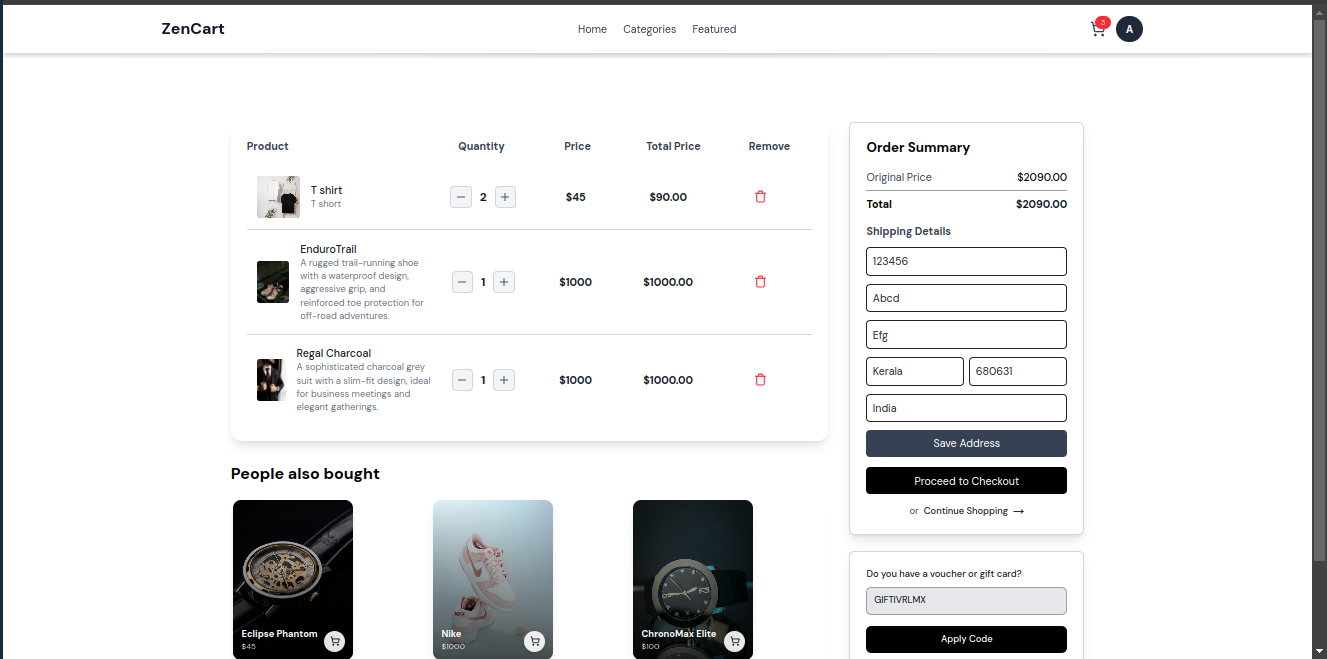 ZenCart
Home Categories Featured
3
A
Product Quantity Price Total Price Remove
T shirt
T short
2 $45 $90.00
EnduroTrail
A rugged trail-running shoe
with a waterproof design,
aggressive grip, and
reinforced toe protection for
off-road adventures.
1 $1000 $1000.00
Regal Charcoal
A sophisticated charcoal grey
suit with a slim-fit design, ideal
for business meetings and
elegant gatherings.
1 $1000 $1000.00
People also bought
Eclipse Phantom
$45
Nike
$1000
ChronoMax Elite
$100
Order Summary
Original Price $2090.00
Total $2090.00
Shipping Details
123456
Abcd
Efg
Kerala 680631
India
Save Address
Proceed to Checkout
or Continue Shopping →
Do you have a voucher or gift card?
GIFTIVRLMX
Apply Code